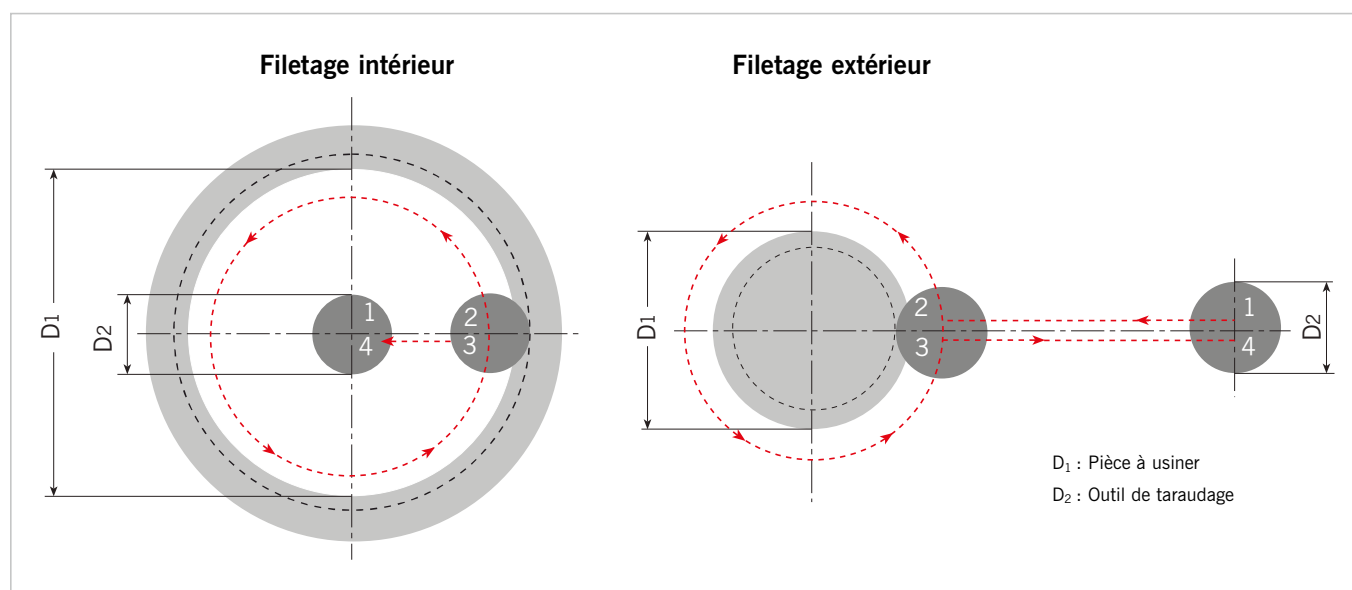 Filetage intérieur
Filetage extérieur
D1
D2
1
4
2
3
D1
2
3
1
4
D2
D₁ : Pièce à usiner
D₂ : Outil de taraudage